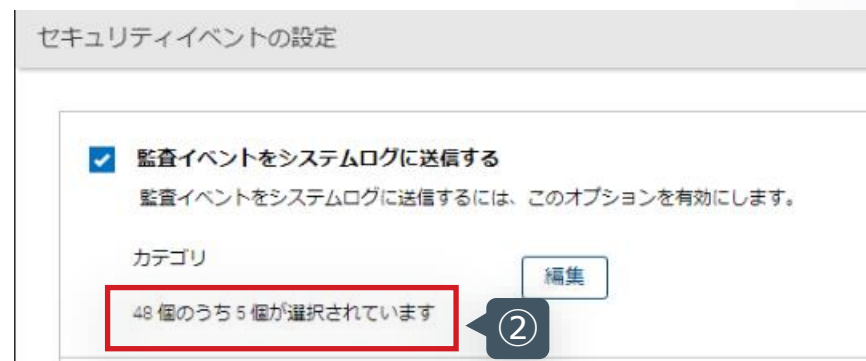 セキュリティイベントの設定
監査イベントをシステムログに送信する
監査イベントをシステムログに送信するには、このオプションを有効にします。
カテゴリ
編集
48 個のうち 5 個が選択されています
②